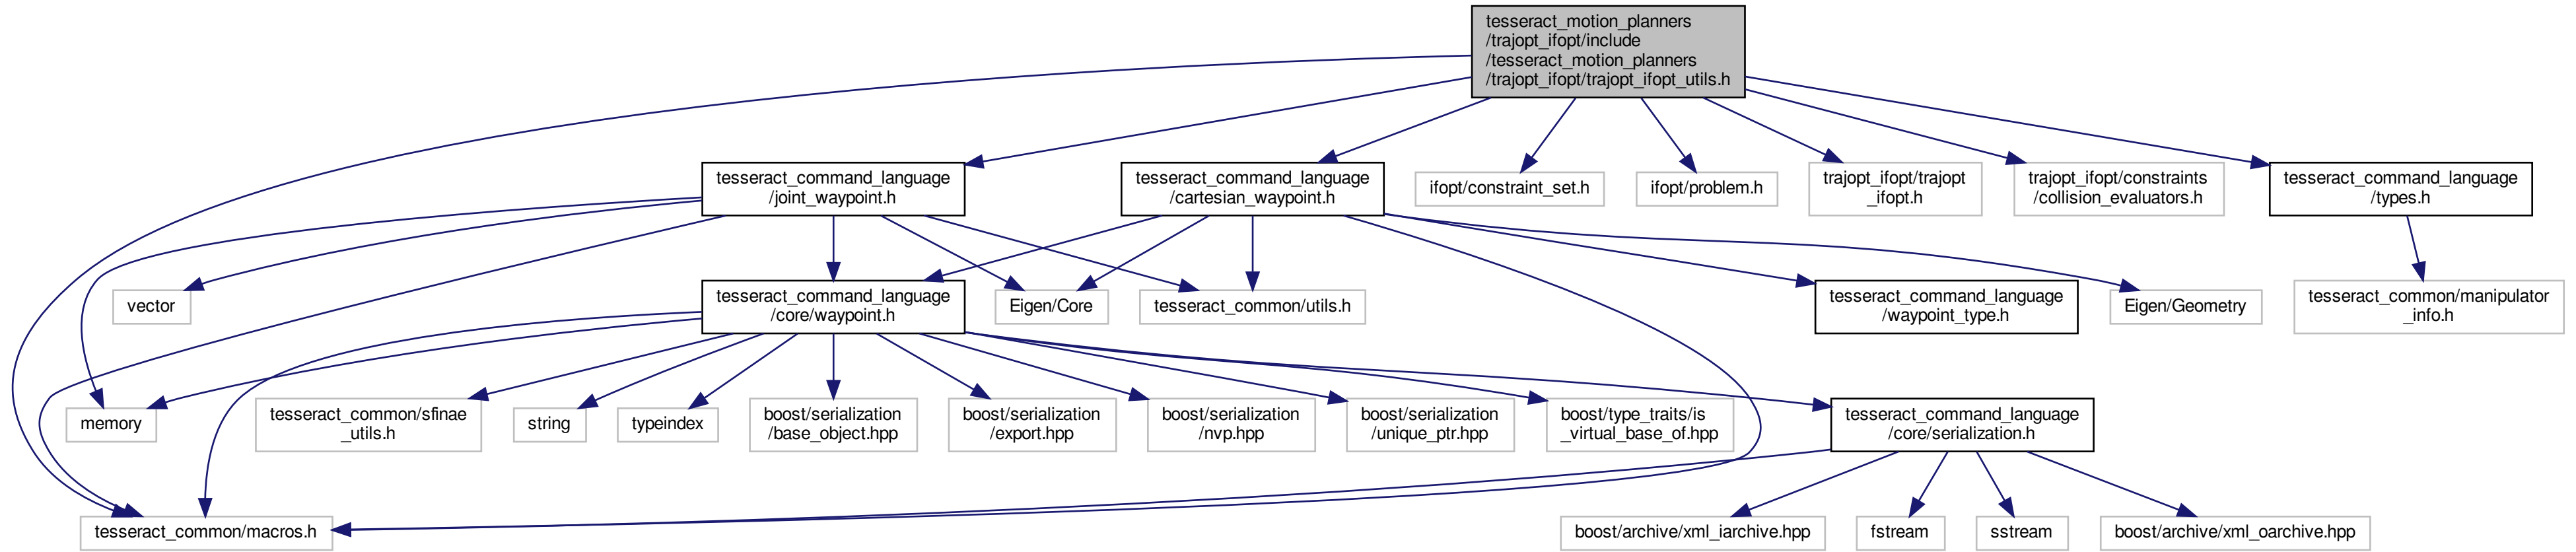 tesseract_motion_planners
/trajopt_ifopt/include
/tesseract_motion_planners
/trajopt_ifopt/trajopt_ifopt_utils.h
tesseract_command_language
/joint_waypoint.h
tesseract_command_language
/cartesian_waypoint.h
ifopt/constraint_set.h
ifopt/problem.h
trajopt_ifopt/trajopt
_ifopt.h
trajopt_ifopt/constraints
/collision_evaluators.h
tesseract_command_language
/types.h
vector
tesseract_command_language
/core/waypoint.h
Eigen/Core
tesseract_common/utils.h
tesseract_command_language
/waypoint_type.h
Eigen/Geometry
tesseract_common/manipulator
_info.h
memory
tesseract_common/sfinae
_utils.h
string
typeindex
boost/serialization
/base_object.hpp
boost/serialization
/export.hpp
boost/serialization
/nvp.hpp
boost/serialization
/unique_ptr.hpp
boost/type_traits/is
_virtual_base_of.hpp
tesseract_command_language
/core/serialization.h
tesseract_common/macros.h
boost/archive/xml_iarchive.hpp
fstream
sstream
boost/archive/xml_oarchive.hpp